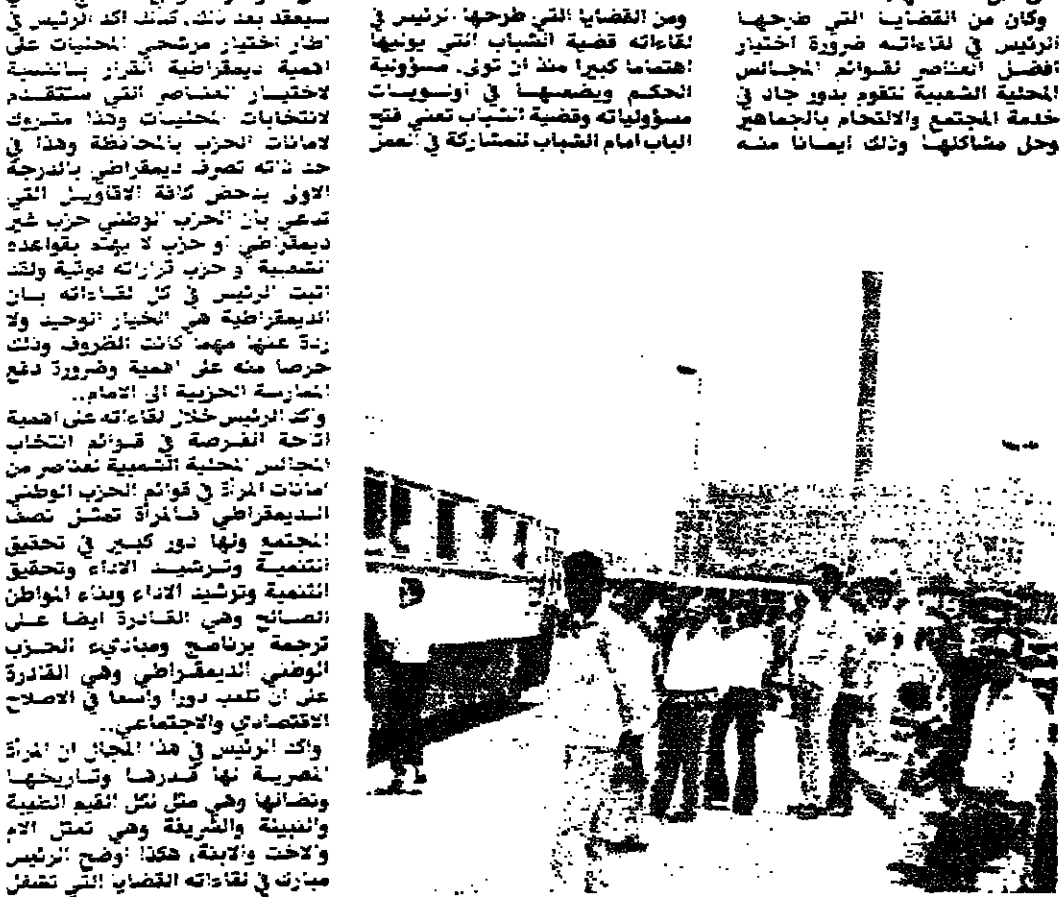 وكان من القضايا التي طرحها
الرئيس في لقاءاته ضرورة اختيار
افضل العناصر لقوائم المجالس
المحلية الشعبية لتقوم بدور جاد في
خدمة المجتمع والالتحام بالجماهير
وحل مشاكلها وذلك ايمانا منه
ومن القضايا التي طرحها الرئيس في
لقاءاته قضية الشباب التي يوليها
اهتماما كبيرا منذ ان تولى مسؤولية
الحكم ويضعها في اولويات
مسؤولياته وقضية الشباب تعني فتح
الباب امام الشباب للمشاركة في العمل
سيعقد بعد ذلك، كذلك اكد الرئيس في
اطار اختيار مرشحي المحليات على
اهمية ديمقراطية القرار بالنسبة
لاختيار العناصر التي ستتقدم
لانتخابات المحليات وهذا متروك
لامانات الحزب بالمحافظة وهذا في
حد ذاته تصرف ديمقراطي بالدرجة
الاولى يدحض كافة الاقاويل التي
تدعي بان الحزب الوطني حزب غير
ديمقراطي او حزب لا يهتم بقواعده
الشعبية او حزب قراراته فوقية ولقد
اثبت الرئيس في كل لقاءاته بان
الديمقراطية هي الخيار الوحيد ولا
ردة عنها مهما كانت الظروف وذلك
حرصا منه على اهمية وضرورة دفع
الممارسة الحزبية الى الامام..
واكد الرئيس خلال لقاءاته على اهمية
اتاحة الفرصة في قوائم انتخاب
المجالس المحلية الشعبية لعناصر من
امانات المرأة في قوائم الحزب الوطني
الديمقراطي فالمرأة تمثل نصف
المجتمع ولها دور كبير في تحقيق
التنمية وترشيد الاداء وتحقيق
التنمية وترشيد الاداء وبناء المواطن
الصالح وهي القادرة ايضا على
ترجمة برنامج ومبادىء الحزب
الوطني الديمقراطي وهي القادرة
على ان تلعب دورا واسعا في الاصلاح
الاقتصادي والاجتماعي..
واكد الرئيس في هذا المجال ان المرأة
المصرية لها قدرها وتاريخها
ونضالها وهي مثل لكل القيم الطيبة
والنبيلة والشريفة وهي تمثل الام
والاخت والابنة، هكذا اوضح الرئيس
مبارك في لقاءاته القضايا التي تشغل